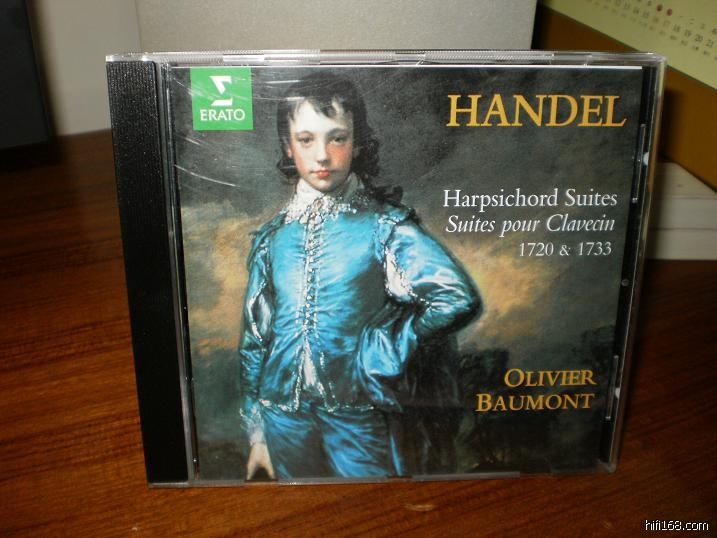 ERATO
HANDEL
Harpsichord Suites
Suites pour Clavecin
1720 & 1733
OLIVIER
BAUMONT
hifi168.com